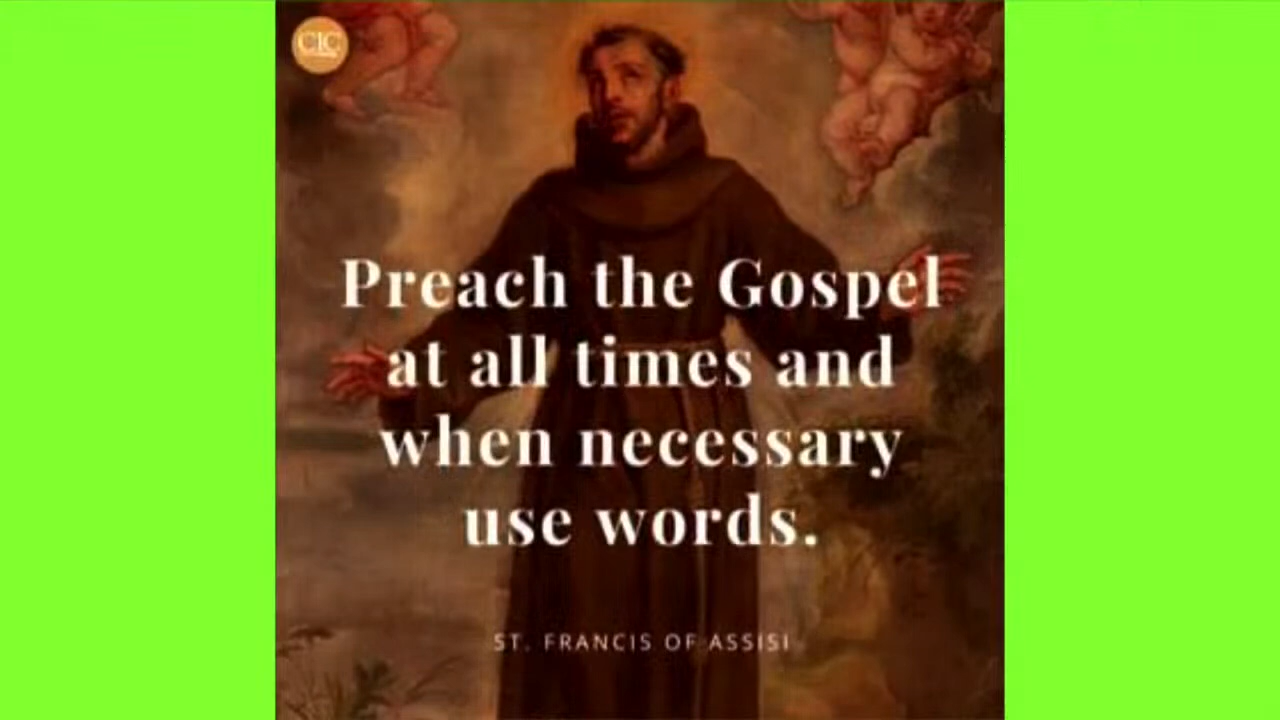 CIC
Preach the Gospel
at all times and
when necessary
use words.
ST. FRANCIS OF ASSISI